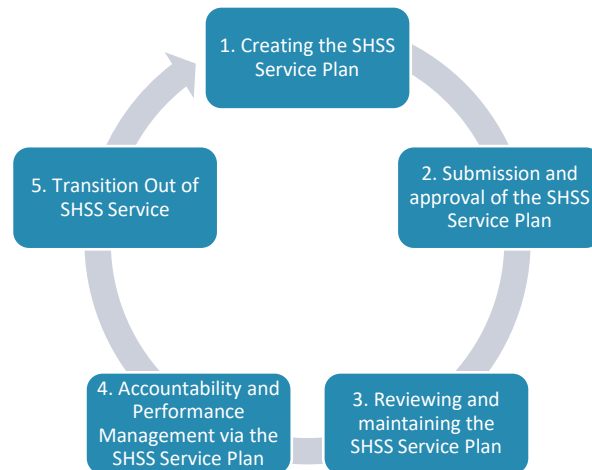 1. Creating the SHSS
Service Plan
2. Submission and
approval of the SHSS
Service Plan
3. Reviewing and
maintaining the
SHSS Service Plan
4. Accountability and
Performance
Management via the
SHSS Service Plan
5. Transition Out of
SHSS Service